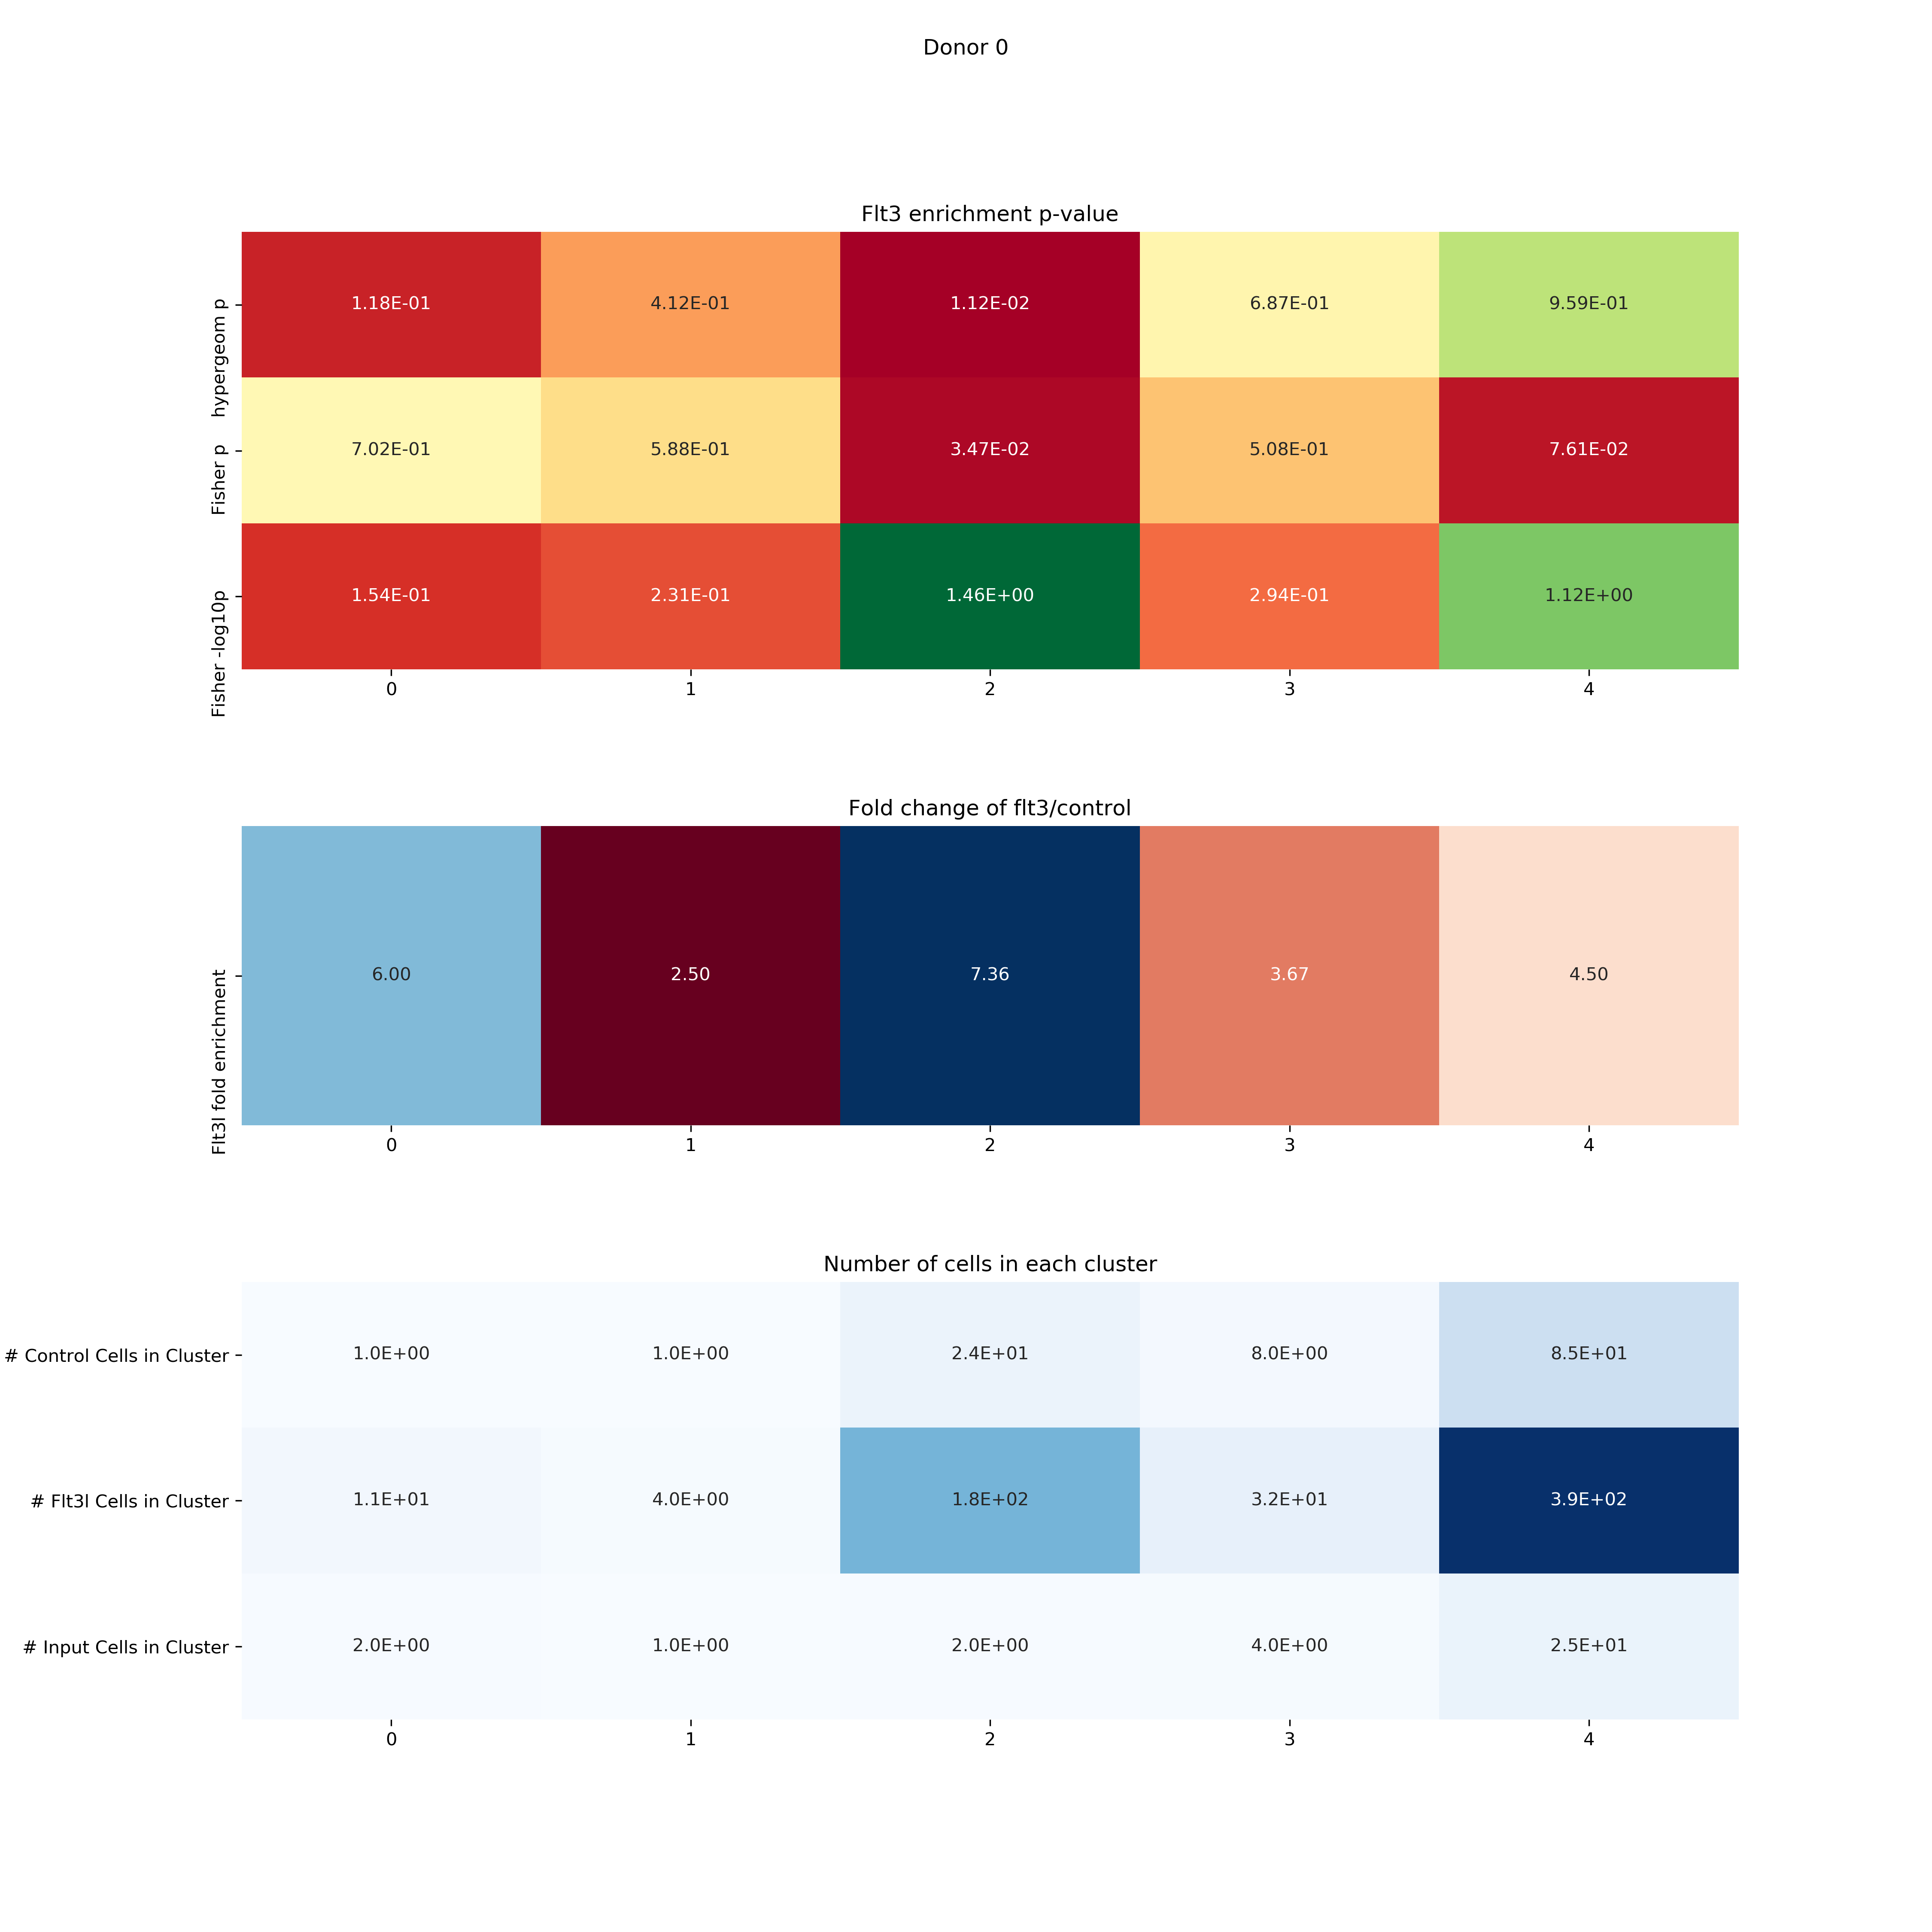 Donor 0
Flt3 enrichment p-value
hypergeom p 1.18E-01 4.12E-01 1.12E-02 6.87E-01 9.59E-01
Fisher p 7.02E-01 5.88E-01 3.47E-02 5.08E-01 7.61E-02
Fisher -log10p 1.54E-01 2.31E-01 1.46E+00 2.94E-01 1.12E+00
0 1 2 3 4
Fold change of flt3/control
Flt3l fold enrichment 6.00 2.50 7.36 3.67 4.50
0 1 2 3 4
Number of cells in each cluster
# Control Cells in Cluster 1.0E+00 1.0E+00 2.4E+01 8.0E+00 8.5E+01
# Flt3l Cells in Cluster 1.1E+01 4.0E+00 1.8E+02 3.2E+01 3.9E+02
# Input Cells in Cluster 2.0E+00 1.0E+00 2.0E+00 4.0E+00 2.5E+01
0 1 2 3 4